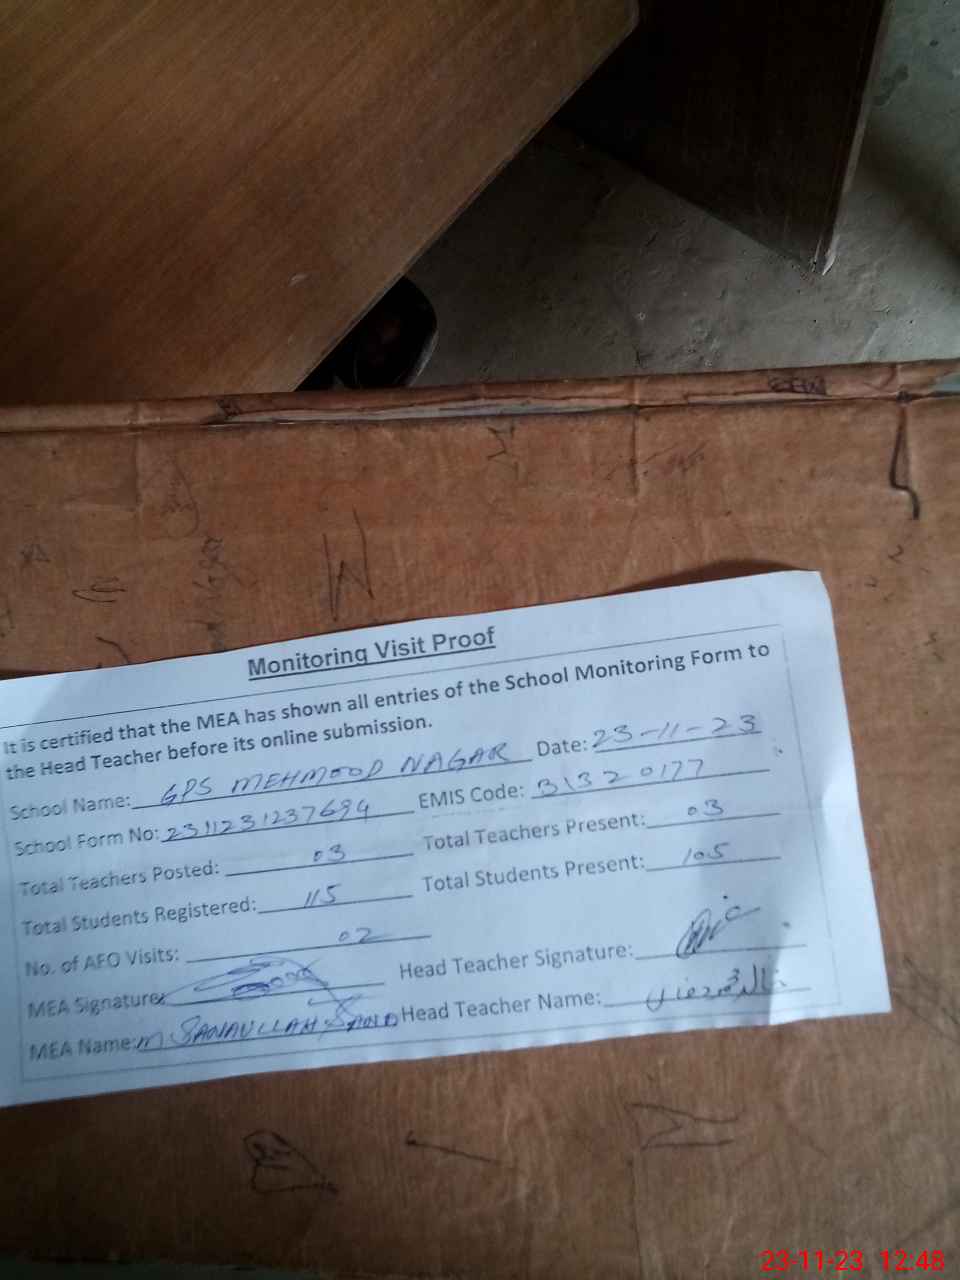 Monitoring Visit Proof
It is certified that the MEA has shown all entries of the School Monitoring Form to
the Head Teacher before its online submission.
School Name: GPS MEHMOOD NAGAR Date: 23-11-23
School Form No: 2311231237694 EMIS Code: 31320177
Total Teachers Posted: 03 Total Teachers Present: 03
Total Students Registered: 115 Total Students Present: 105
No. of AEO Visits: 02
MEA Signature: Head Teacher Signature:
MEA Name: M SANAULLAH Head Teacher Name:
23-11-23 12:48